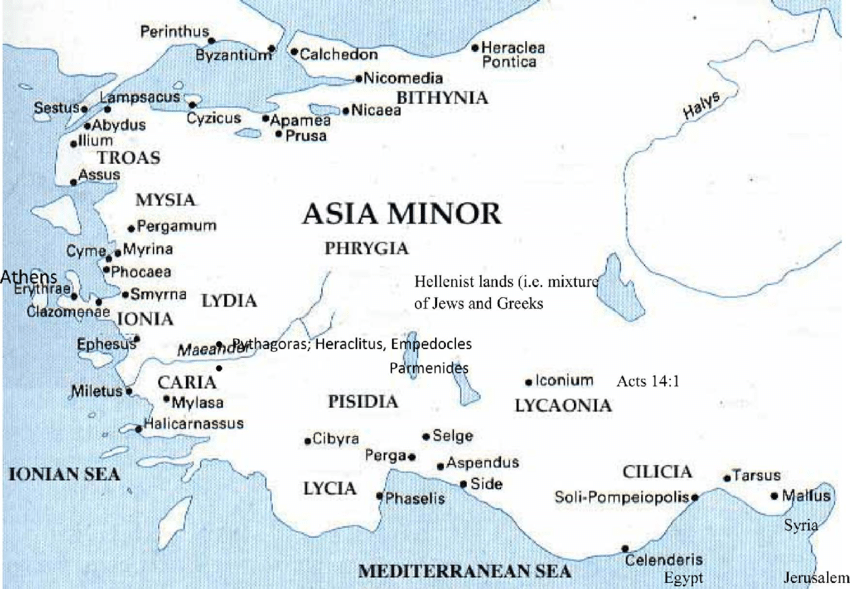 Perinthus
Byzantium
Calchedon
Heraclea
Pontica
Nicomedia
BITHYNIA
Halys
Sestus
Lampsacus
Cyzicus
Apamea
Nicaea
Abydus
Prusa
Ilium
TROAS
Assus
MYSIA
ASIA MINOR
Pergamum
PHRYGIA
Cyme
Myrina
Phocaea
Athens
Hellenist lands (i.e. mixture
of Jews and Greeks
Erythrae
Smyrna
LYDIA
Clazomenae
IONIA
Ephesus
Maeander
Pythagoras; Heraclitus, Empedocles
Parmenides
CARIA
Iconium
Acts 14:1
Miletus
Mylasa
PISIDIA
LYCAONIA
Halicarnassus
Cibyra
Selge
Perga
Aspendus
IONIAN SEA
CILICIA
Tarsus
LYCIA
Side
Phaselis
Soli-Pompeiopolis
Mallus
Syria
Celenderis
MEDITERRANEAN SEA
Egypt
Jerusalem